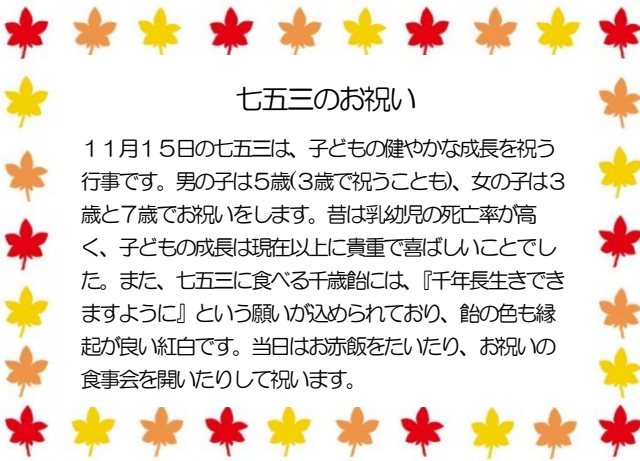 七五三のお祝い
１１月１５日の七五三は、子どもの健やかな成長を祝う
行事です。男の子は５歳(３歳で祝うことも)、女の子は３
歳と７歳でお祝いをします。昔は乳幼児の死亡率が高
く、子どもの成長は現在以上に貴重で喜ばしいことでし
た。また、七五三に食べる千歳飴には、『千年長生きでき
ますように』という願いが込められており、飴の色も縁
起が良い紅白です。当日はお赤飯をたいたり、お祝いの
食事会を開いたりして祝います。